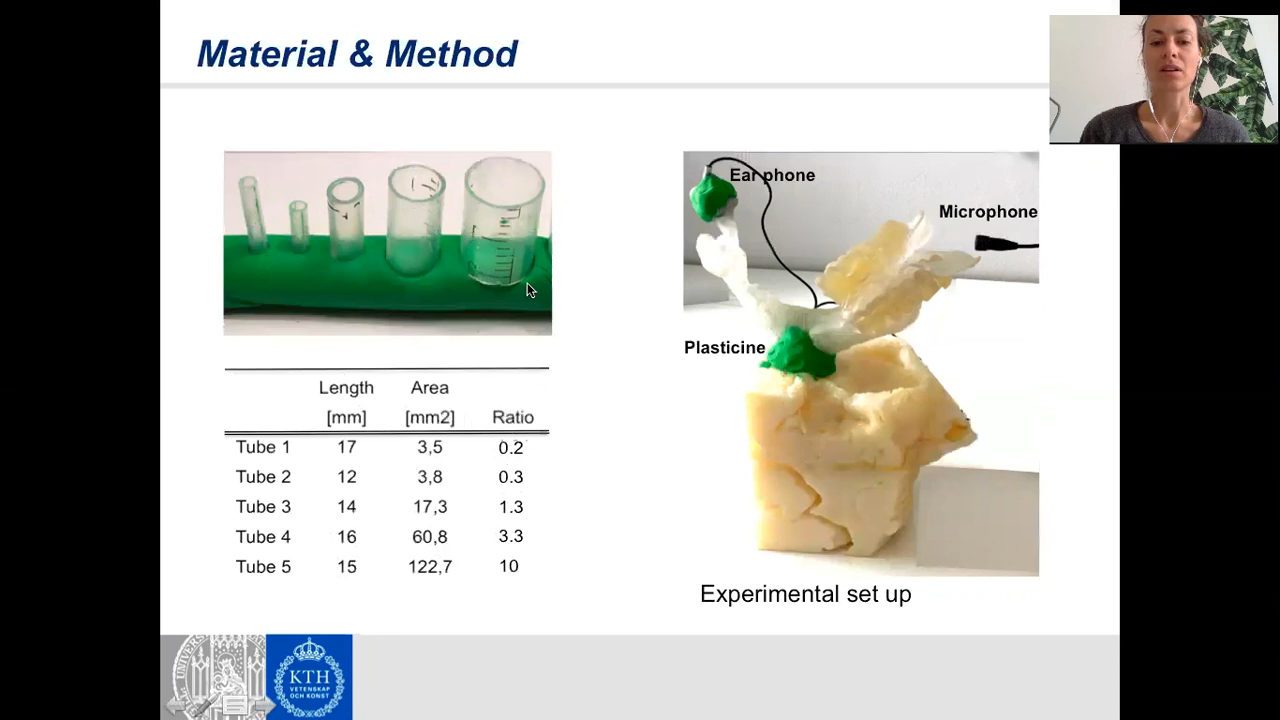 Material & Method
Ear phone
Microphone
Plasticine
Length Area
[mm] [mm2] Ratio
Tube 1 17 3,5 0.2
Tube 2 12 3,8 0.3
Tube 3 14 17,3 1.3
Tube 4 16 60,8 3.3
Tube 5 15 122,7 10
Experimental set up
KTH
VETENSKAP
OCH KONST